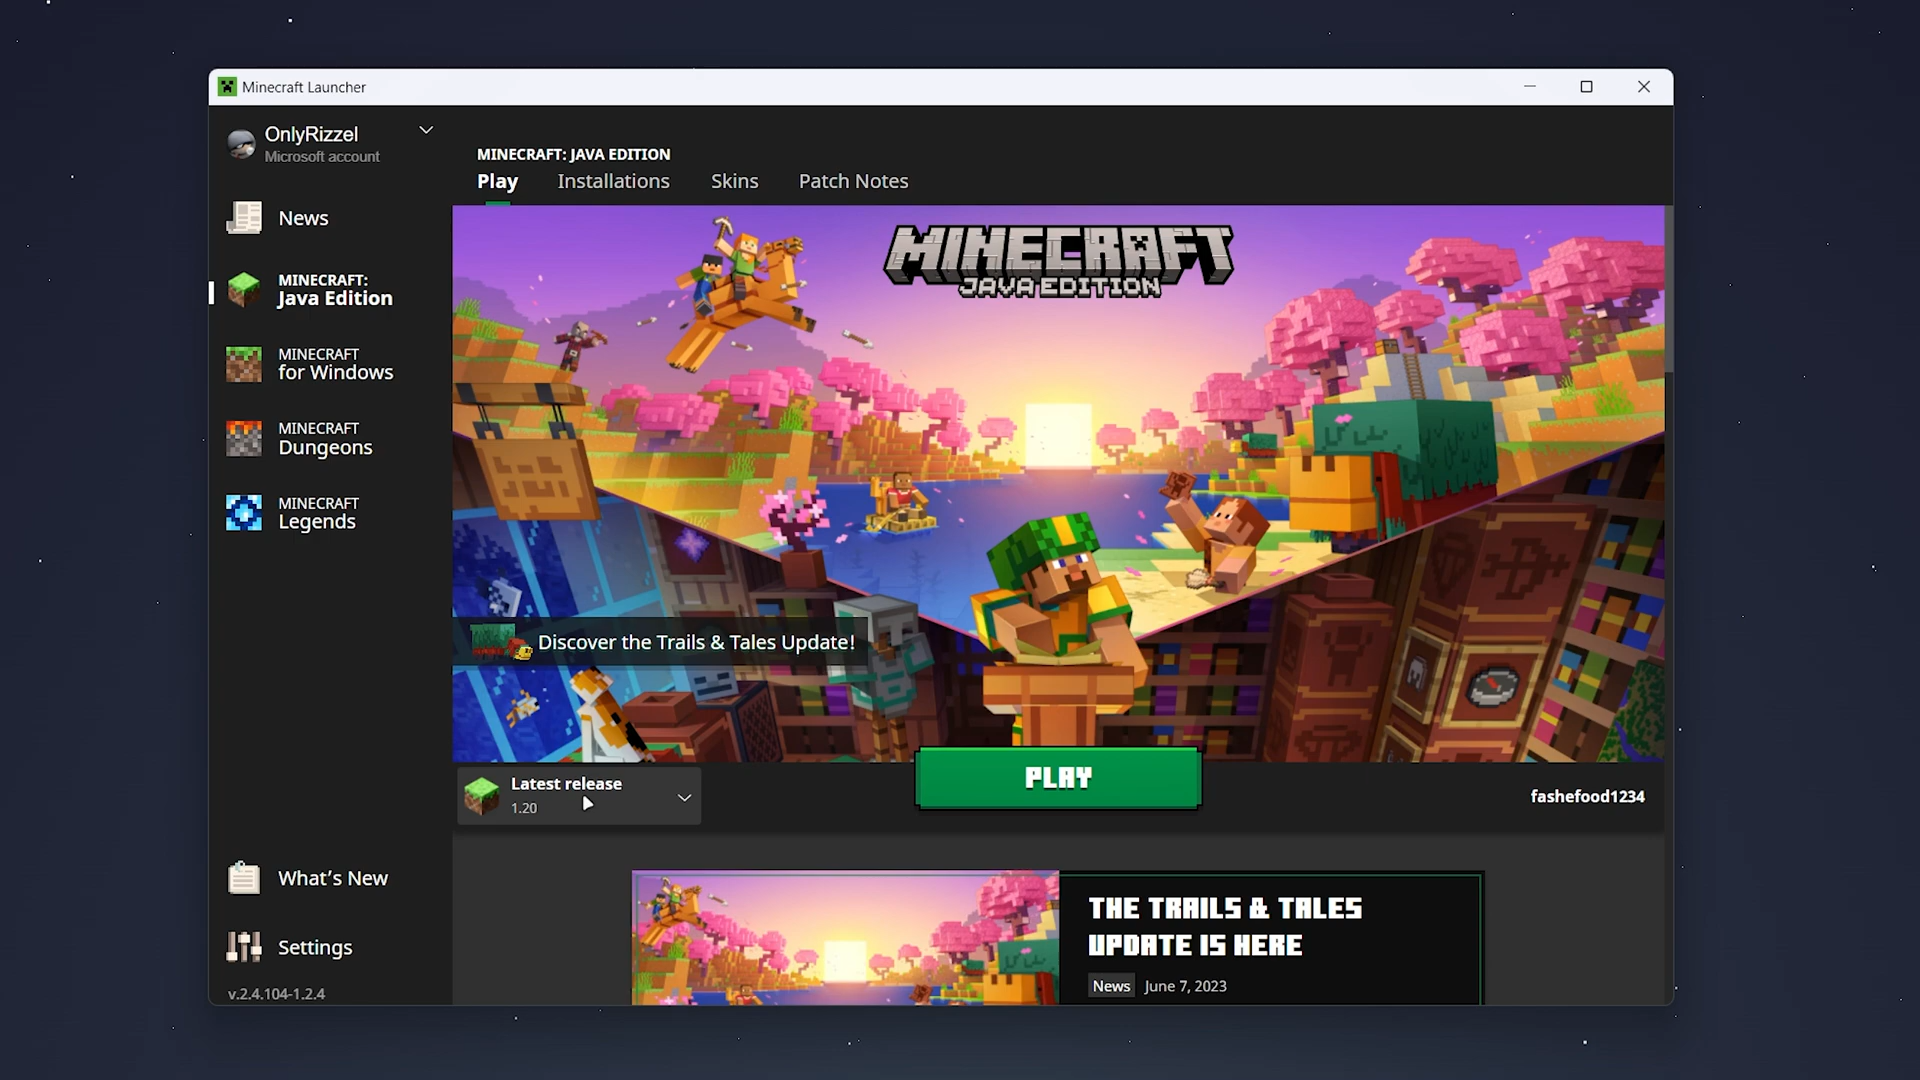 Minecraft Launcher
OnlyRizzel
Microsoft account
News
MINECRAFT:
Java Edition
MINECRAFT
for Windows
MINECRAFT
Dungeons
MINECRAFT
Legends
What's New
Settings
v.2.4.104-1.2.4
MINECRAFT: JAVA EDITION
Play Installations Skins Patch Notes
MINECRAFT
JAVA EDITION
Discover the Trails & Tales Update!
Latest release
1.20
PLAY
fashefood1234
THE TRAILS & TALES
UPDATE IS HERE
News June 7, 2023